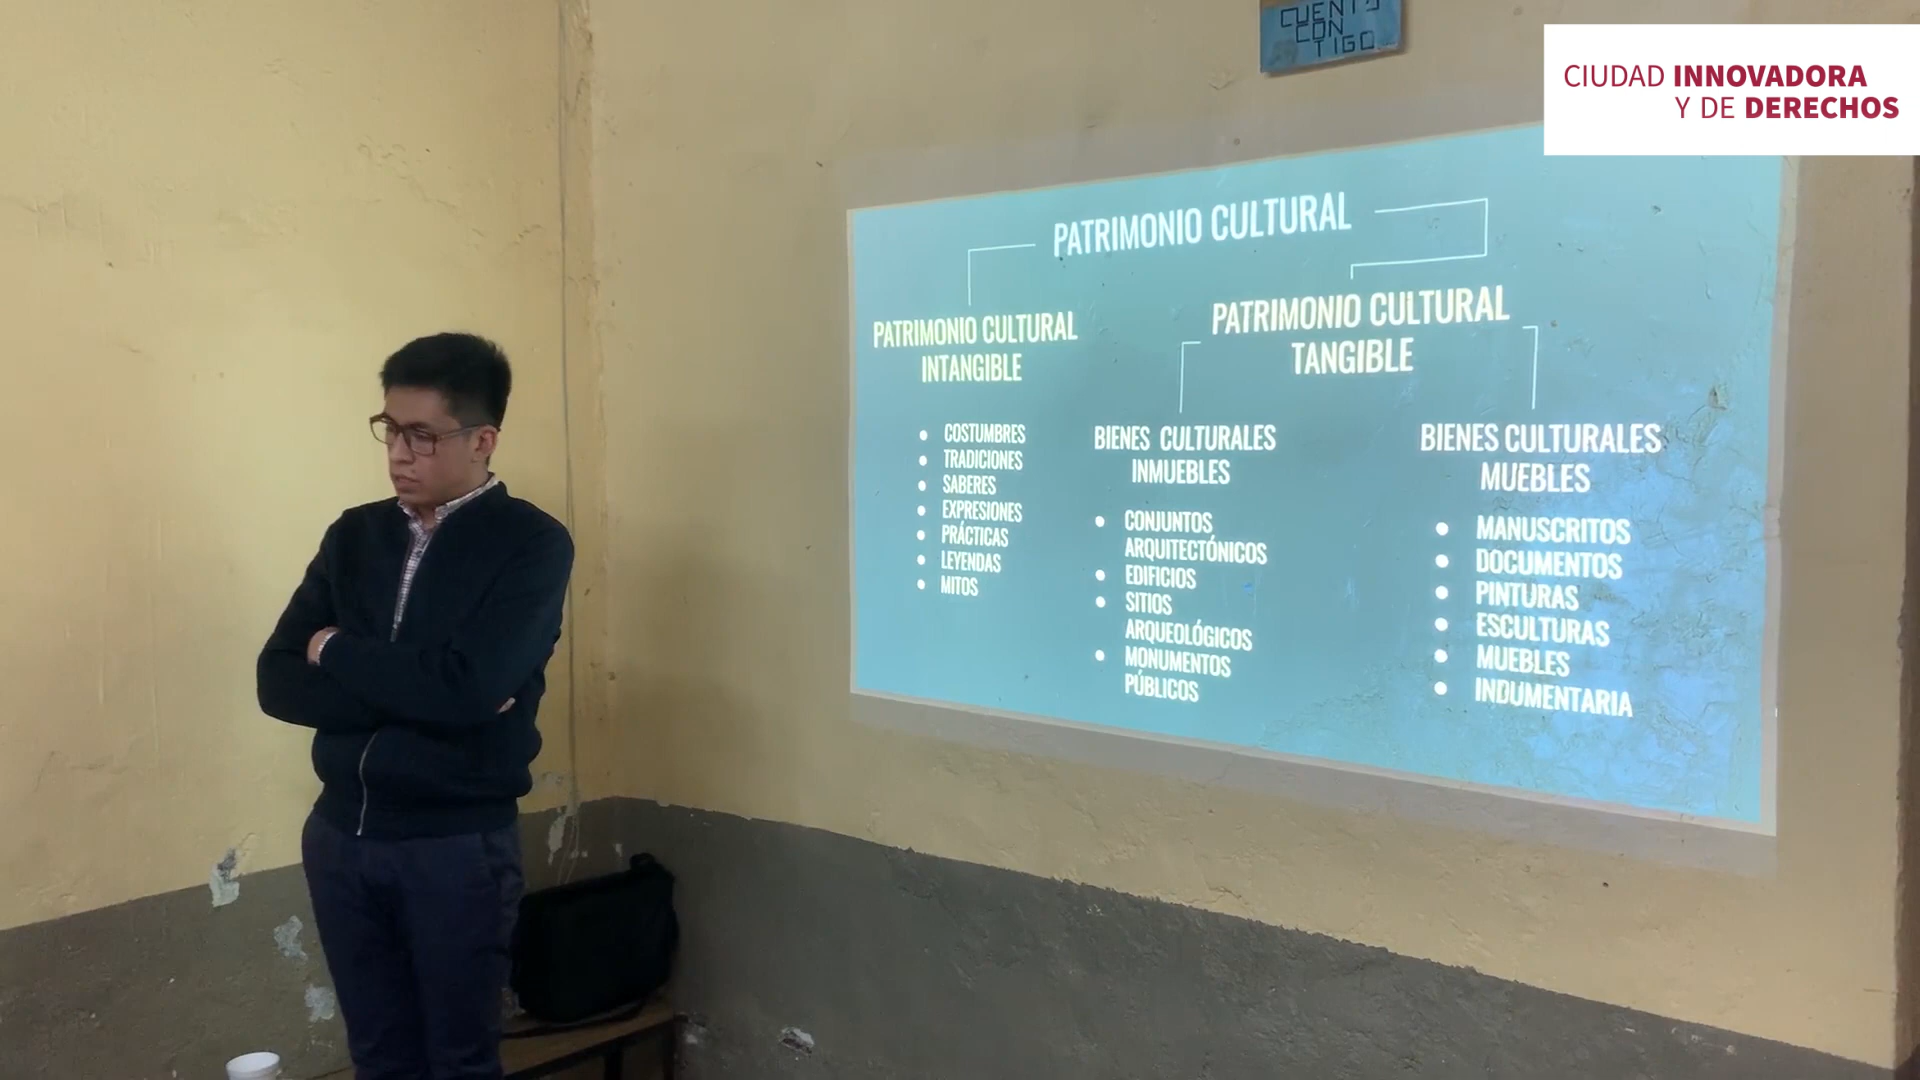 CUENTO
CON
TIGO
CIUDAD INNOVADORA
Y DE DERECHOS
PATRIMONIO CULTURAL
PATRIMONIO CULTURAL
INTANGIBLE
COSTUMBRES
TRADICIONES
SABERES
EXPRESIONES
PRÁCTICAS
LEYENDAS
MITOS
PATRIMONIO CULTURAL
TANGIBLE
BIENES CULTURALES
INMUEBLES
CONJUNTOS
ARQUITECTÓNICOS
EDIFICIOS
SITIOS
ARQUEOLÓGICOS
MONUMENTOS
PÚBLICOS
BIENES CULTURALES
MUEBLES
MANUSCRITOS
DOCUMENTOS
PINTURAS
ESCULTURAS
MUEBLES
INDUMENTARIA